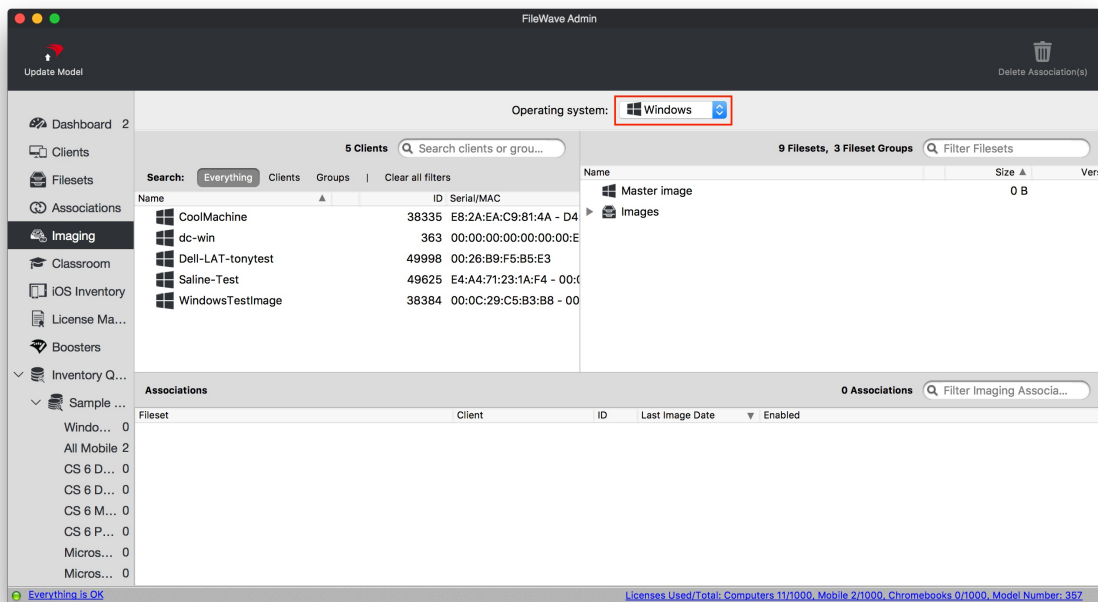 FileWave Admin
Update Model
Delete Association(s)
Operating system: Windows
Dashboard 2
Clients
Filesets
Associations
Imaging
Classroom
iOS Inventory
License Ma...
Boosters
Inventory Q...
Sample ...
Windo... 0
All Mobile 2
CS 6 D... 0
CS 6 D... 0
CS 6 M... 0
CS 6 P... 0
Micros... 0
Micros... 0
5 Clients Search clients or grou...
Search: Everything Clients Groups | Clear all filters
Name ID Serial/MAC
CoolMachine 38335 E8:2A:EA:C9:81:4A - D4
dc-win 363 00:00:00:00:00:00:E
Dell-LAT-tonytest 49998 00:26:B9:F5:B5:E3
Saline-Test 49625 E4:A4:71:23:1A:F4 - 00:0
WindowsTestImage 38384 00:0C:29:C5:B3:B8 - 00
9 Filesets, 3 Fileset Groups Filter Filesets
Name Size Vers
Master image 0 B
Images
Associations 0 Associations Filter Imaging Associa...
Fileset Client ID Last Image Date Enabled
Everything is OK
Licenses Used/Total: Computers 11/1000, Mobile 2/1000, Chromebooks 0/1000, Model Number: 357